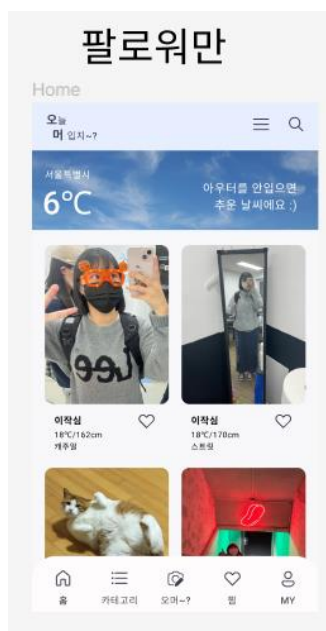 팔로워만
Home
오늘
머 입지~?
서울특별시
6°C
아우터를 안입으면
추운 날씨에요 :)
Lee
이작심
18°C/162cm
캐주얼
이작심
18°C/170cm
스트릿
홈
카테고리
오머~?
찜
MY